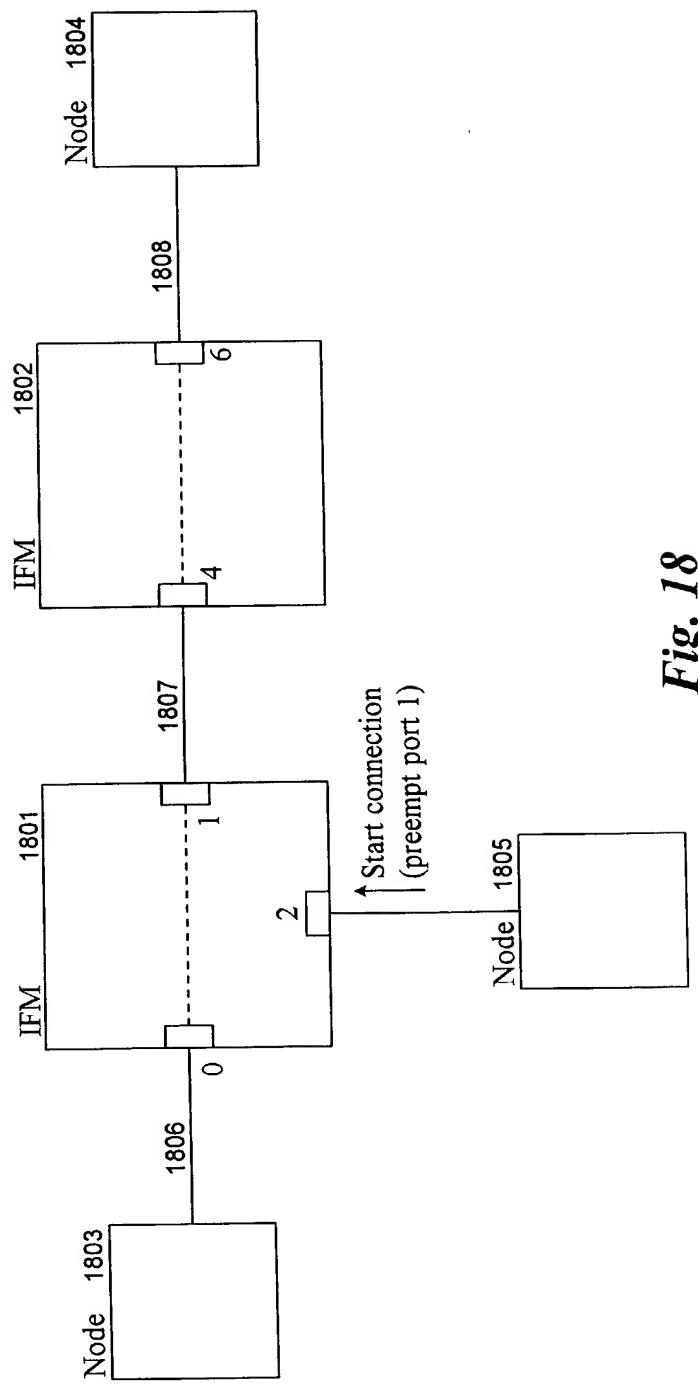 Node 1803
1806
IFM 1801
0
1
2
Start connection
(preempt port 1)
Node 1805
1807
IFM 1802
4
6
1808
Node 1804
Fig. 18